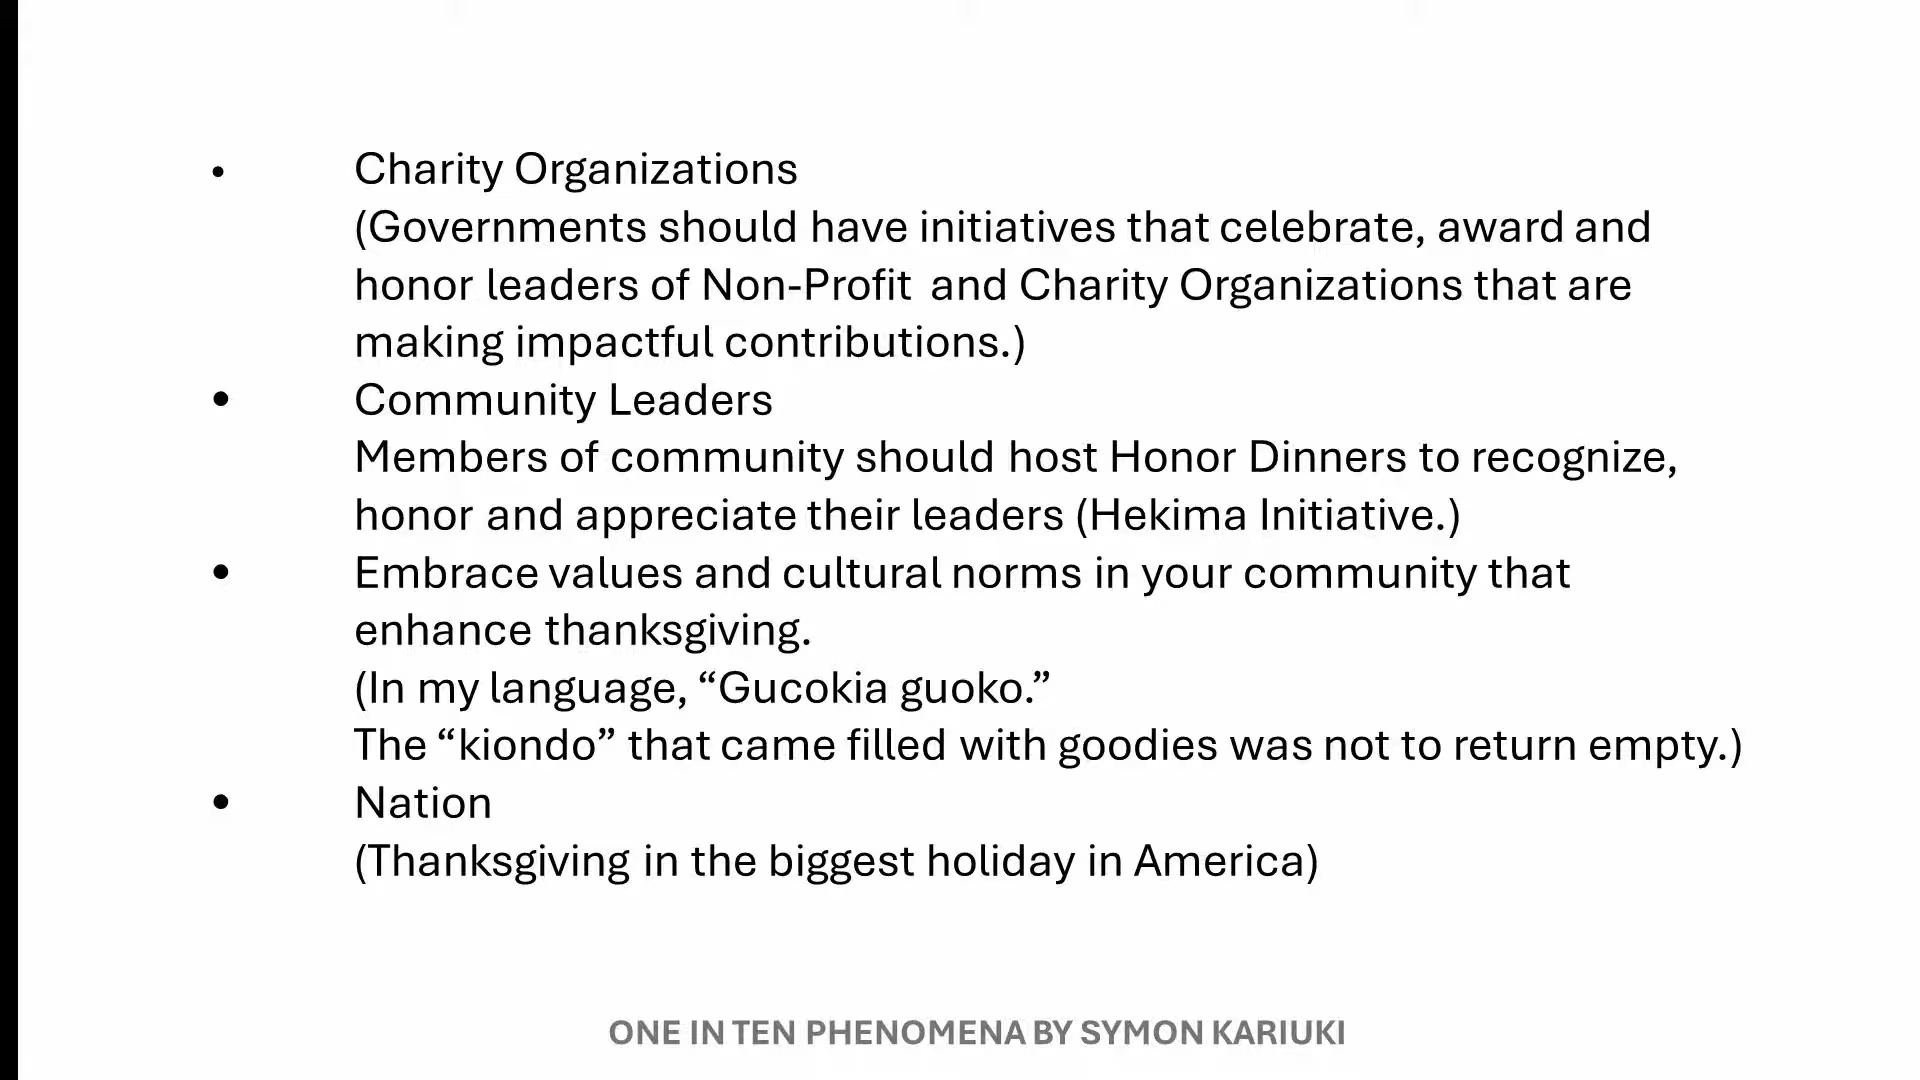 • Charity Organizations
(Governments should have initiatives that celebrate, award and
honor leaders of Non-Profit and Charity Organizations that are
making impactful contributions.)
• Community Leaders
Members of community should host Honor Dinners to recognize,
honor and appreciate their leaders (Hekima Initiative.)
• Embrace values and cultural norms in your community that
enhance thanksgiving.
(In my language, “Gucokia guoko.”
The “kiondo” that came filled with goodies was not to return empty.)
• Nation
(Thanksgiving in the biggest holiday in America)
ONE IN TEN PHENOMENA BY SYMON KARIUKI